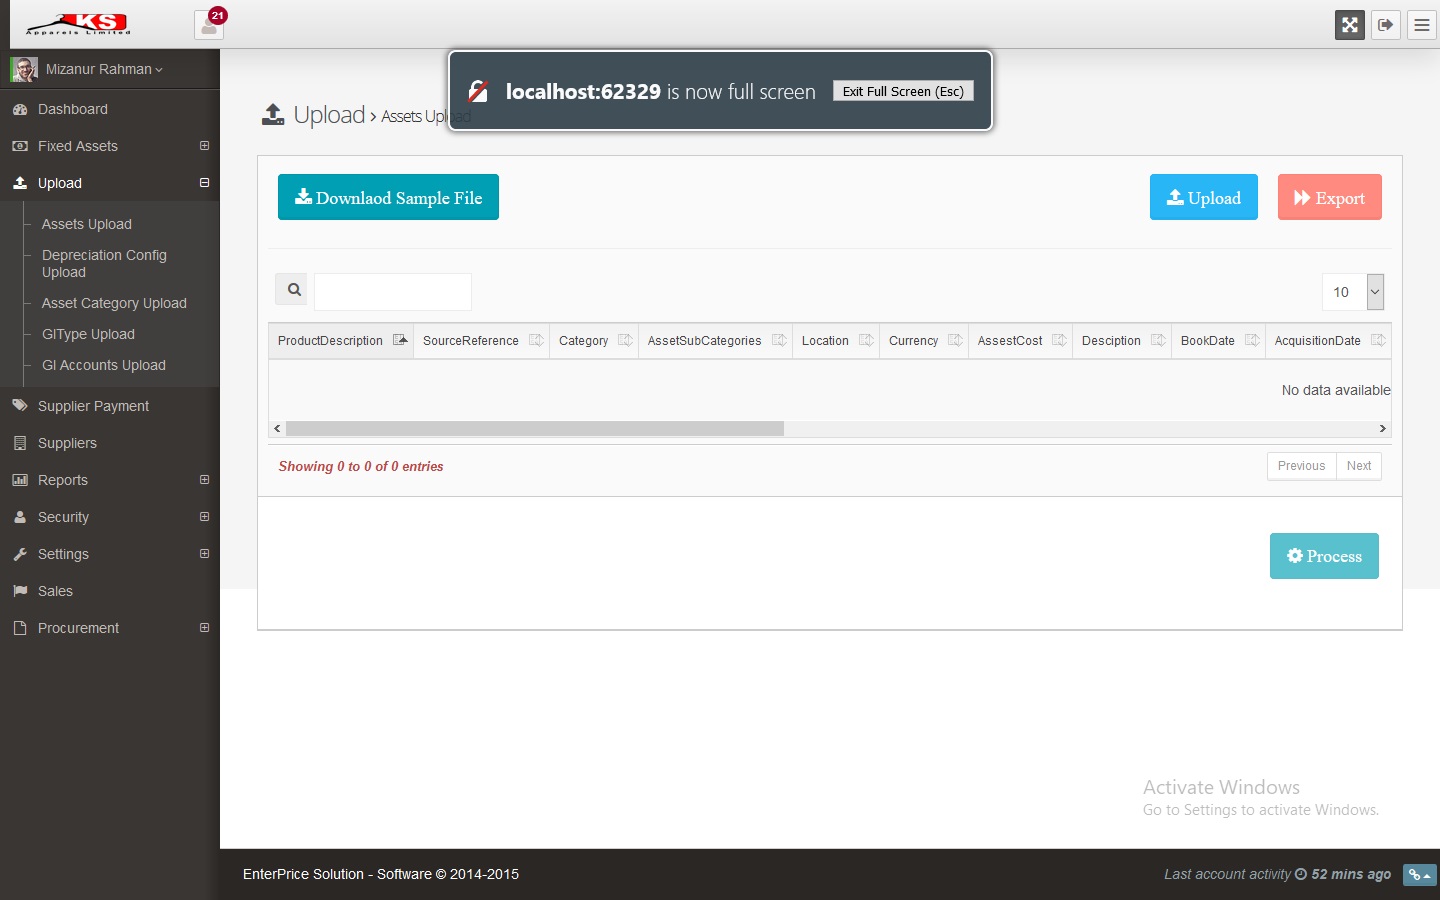 KS
Apparels Limited
21
Mizanur Rahman
localhost:62329 is now full screen
Exit Full Screen (Esc)
Dashboard
Fixed Assets
Upload
Assets Upload
Depreciation Config
Upload
Asset Category Upload
GlType Upload
Gl Accounts Upload
Supplier Payment
Suppliers
Reports
Security
Settings
Sales
Procurement
Upload > Assets Upload
Downlaod Sample File
Upload
Export
10
ProductDescription SourceReference Category AssetSubCategories Location Currency AssestCost Desciption BookDate AcquisitionDate
No data available
Showing 0 to 0 of 0 entries
Previous Next
Process
Activate Windows
Go to Settings to activate Windows.
EnterPrice Solution - Software © 2014-2015
Last account activity 52 mins ago